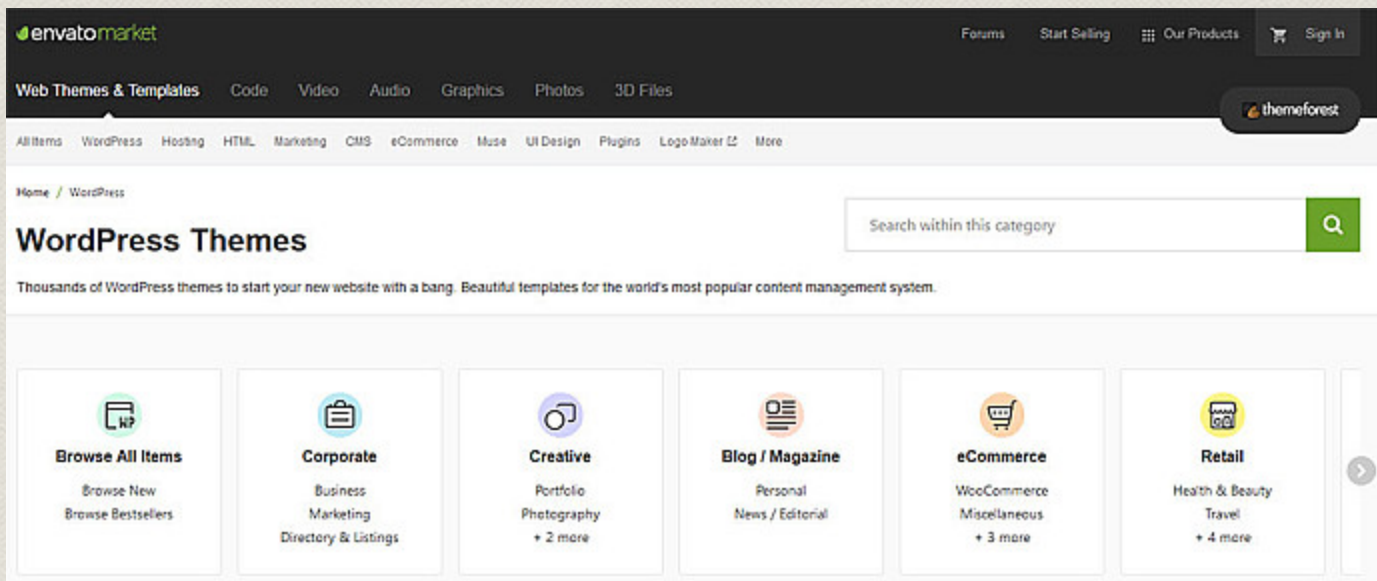 envatomarket
Forums Start Selling Our Products Sign In
Web Themes & Templates Code Video Audio Graphics Photos 3D Files
themeforest
All Items WordPress Hosting HTML Marketing CMS eCommerce Muse UI Design Plugins Logo Maker More
Home / WordPress
Search within this category
WordPress Themes
Thousands of WordPress themes to start your new website with a bang. Beautiful templates for the world's most popular content management system.
WP
Browse All Items
Browse New
Browse Bestsellers
Corporate
Business
Marketing
Directory & Listings
Creative
Portfolio
Photography
+ 2 more
Blog / Magazine
Personal
News / Editorial
eCommerce
WooCommerce
Miscellaneous
+ 3 more
Retail
Health & Beauty
Travel
+ 4 more